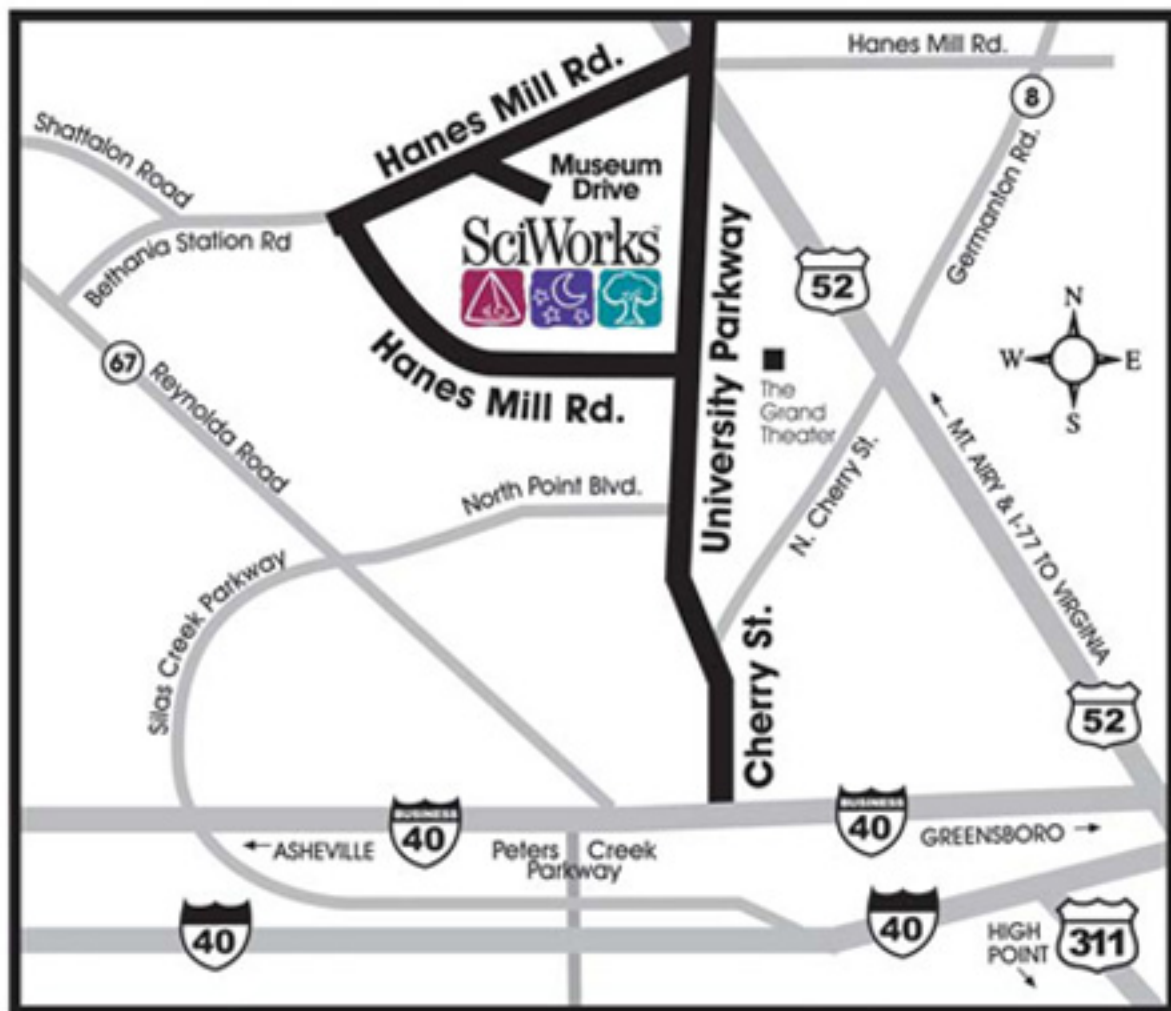 Hanes Mill Rd.
Hanes Mill Rd.
8
Shattalon Road
Museum
Drive
Bethania Station Rd
SciWorks
University Parkway
52
Germanton Rd.
N
W
E
S
67
Reynolda Road
Hanes Mill Rd.
The
Grand
Theater
MT. AIRY & I-77 TO VIRGINIA
N. Cherry St.
North Point Blvd.
Silas Creek Parkway
Cherry St.
52
BUSINESS
40
BUSINESS
40
ASHEVILLE
Peters Creek
Parkway
GREENSBORO
40
40
HIGH
POINT
311